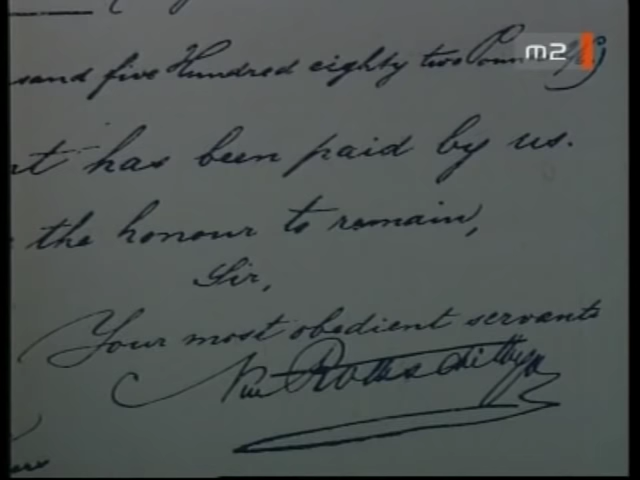 m2
sand five Hundred eighty two
has been paid by us.
the honour to remain,
Sir,
Your most obedient servants